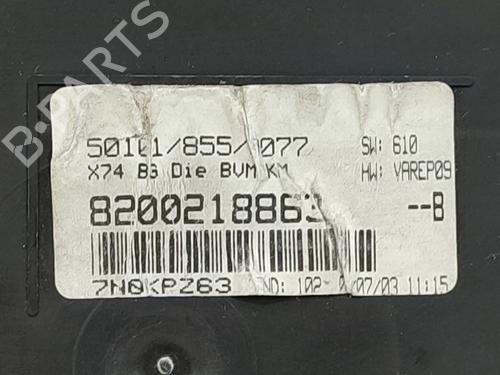 B-PARTS
50101/855/077 SW: 610
X74 B3 Die BVM KM HW: VAREP09
8200218863 --B
7N0KPZ63 102 07/03 11:15